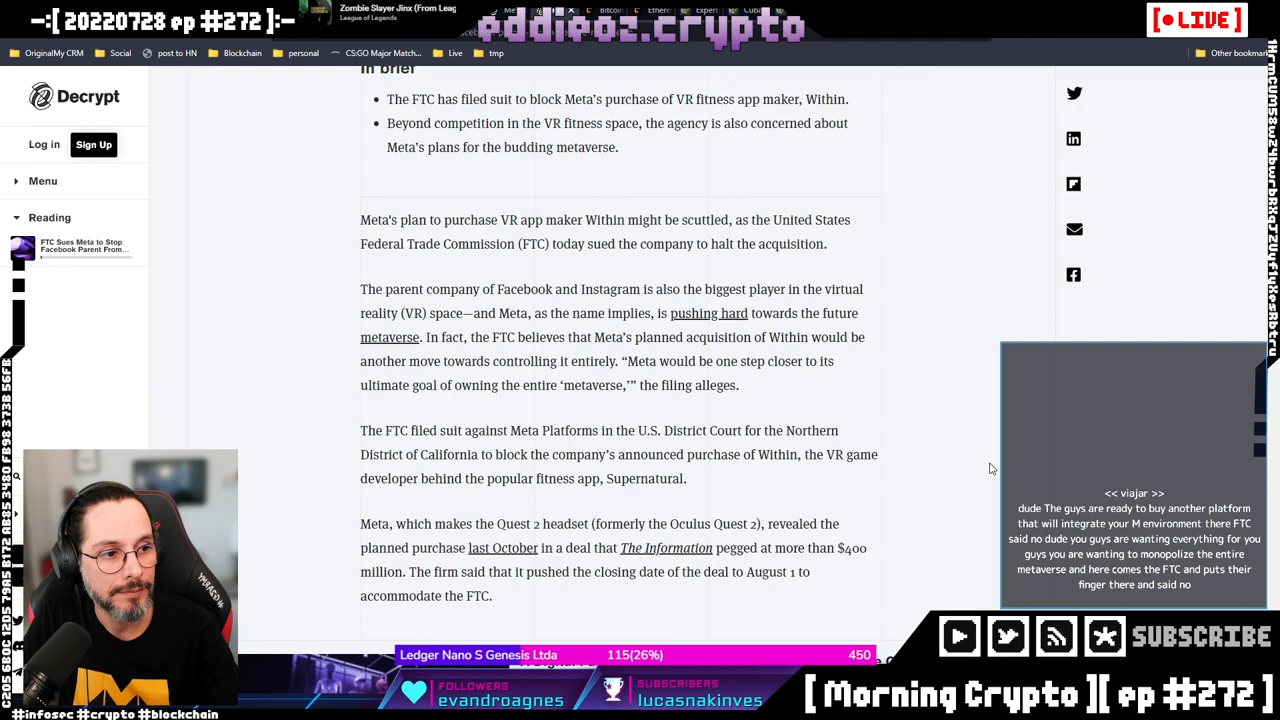 -:[ 20220728 ep #272 ]:-
Zombie Slayer Jinx (From Leag
League of Legends
eddieoz.crypto
[ LIVE ]
OriginalMy CRM
Social
post to HN
Blockchain
personal
CS:GO Major Match...
Live
tmp
Other bookmar
Decrypt
Log in
Sign Up
Menu
Reading
FTC Sues Meta to Stop
Facebook Parent From...
In brief
The FTC has filed suit to block Meta’s purchase of VR fitness app maker, Within.
Beyond competition in the VR fitness space, the agency is also concerned about
Meta’s plans for the budding metaverse.
Meta's plan to purchase VR app maker Within might be scuttled, as the United States
Federal Trade Commission (FTC) today sued the company to halt the acquisition.
The parent company of Facebook and Instagram is also the biggest player in the virtual
reality (VR) space—and Meta, as the name implies, is pushing hard towards the future
metaverse. In fact, the FTC believes that Meta’s planned acquisition of Within would be
another move towards controlling it entirely. “Meta would be one step closer to its
ultimate goal of owning the entire ‘metaverse,’” the filing alleges.
The FTC filed suit against Meta Platforms in the U.S. District Court for the Northern
District of California to block the company’s announced purchase of Within, the VR game
developer behind the popular fitness app, Supernatural.
Meta, which makes the Quest 2 headset (formerly the Oculus Quest 2), revealed the
planned purchase last October in a deal that The Information pegged at more than $400
million. The firm said that it pushed the closing date of the deal to August 1 to
accommodate the FTC.
<< viajar >>
dude The guys are ready to buy another platform
that will integrate your M environment there FTC
said no dude you guys are wanting everything for you
guys you are wanting to monopolize the entire
metaverse and here comes the FTC and puts their
finger there and said no
Ledger Nano S Genesis Ltda
115(26%)
450
FOLLOWERS
evandroagnes
SUBSCRIBERS
lucasnakinves
SUBSCRIBE
[ Morning Crypto ][ ep #272 ]
#infosec #crypto #blockchain